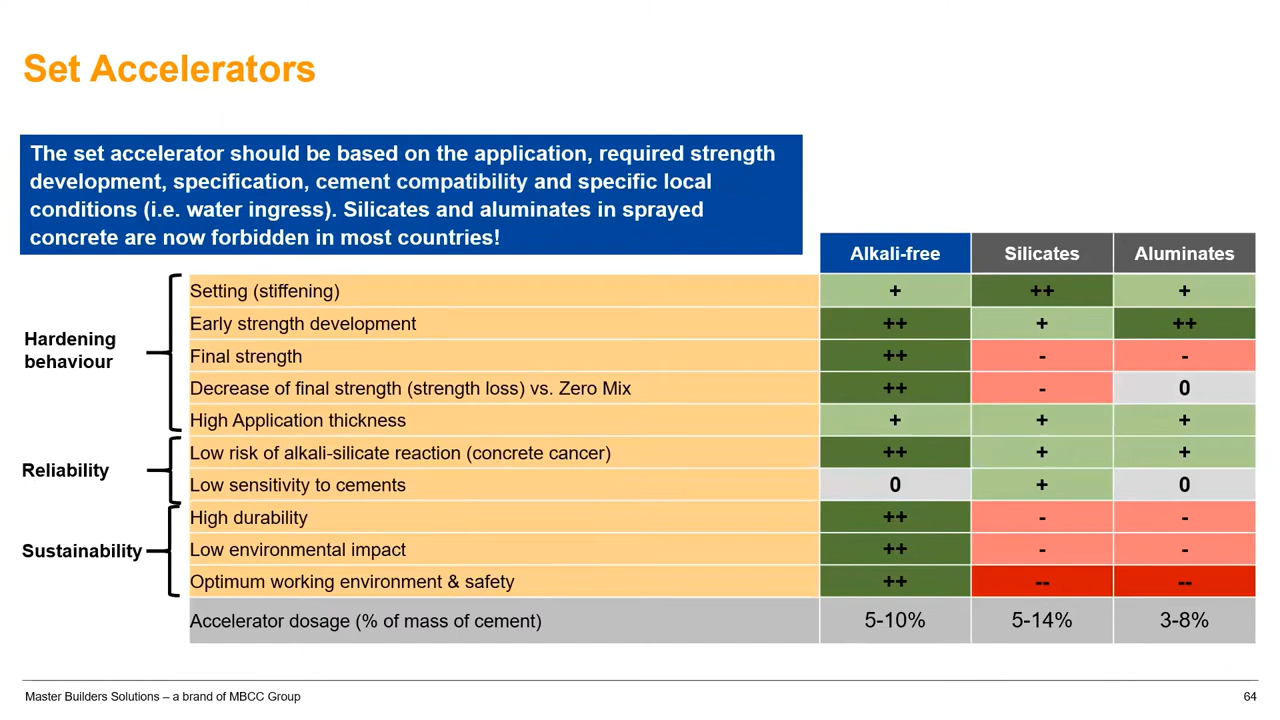 Set Accelerators
The set accelerator should be based on the application, required strength
development, specification, cement compatibility and specific local
conditions (i.e. water ingress). Silicates and aluminates in sprayed
concrete are now forbidden in most countries!
Alkali-free Silicates Aluminates
Hardening
behaviour
Setting (stiffening) + ++ +
Early strength development ++ + ++
Final strength ++ - -
Decrease of final strength (strength loss) vs. Zero Mix ++ - 0
High Application thickness + + +
Reliability
Low risk of alkali-silicate reaction (concrete cancer) ++ + +
Low sensitivity to cements 0 + 0
Sustainability
High durability ++ - -
Low environmental impact ++ - -
Optimum working environment & safety ++ -- --
Accelerator dosage (% of mass of cement) 5-10% 5-14% 3-8%
Master Builders Solutions – a brand of MBCC Group 64